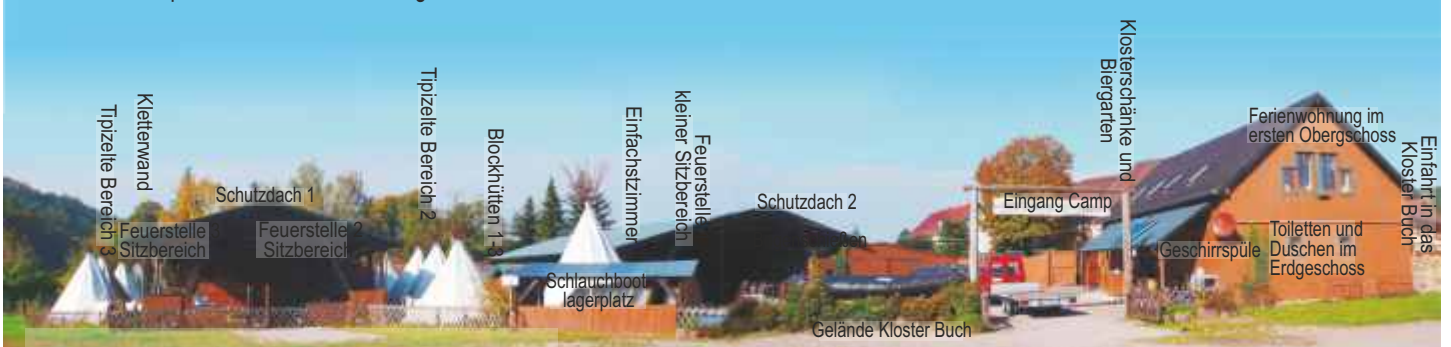 Tipizelte Bereich 3
Kletterwand
Feuerstelle
Sitzbereich
Schutzdach 1
Feuerstelle 2
Sitzbereich
Tipizelte Bereich 2
Blockhütten 1-8
Schlauchboot
lagerplatz
Einfachstzimmer
Feuerstelle
kleiner Sitzbereich
Schutzdach 2
Gelände Kloster Buch
Eingang Camp
Klosterschänke und
Biergarten
Geschirrspüle
Ferienwohnung im
ersten Obergeschoss
Toiletten und
Duschen im
Erdgeschoss
Einfahrt in das
Kloster Buch